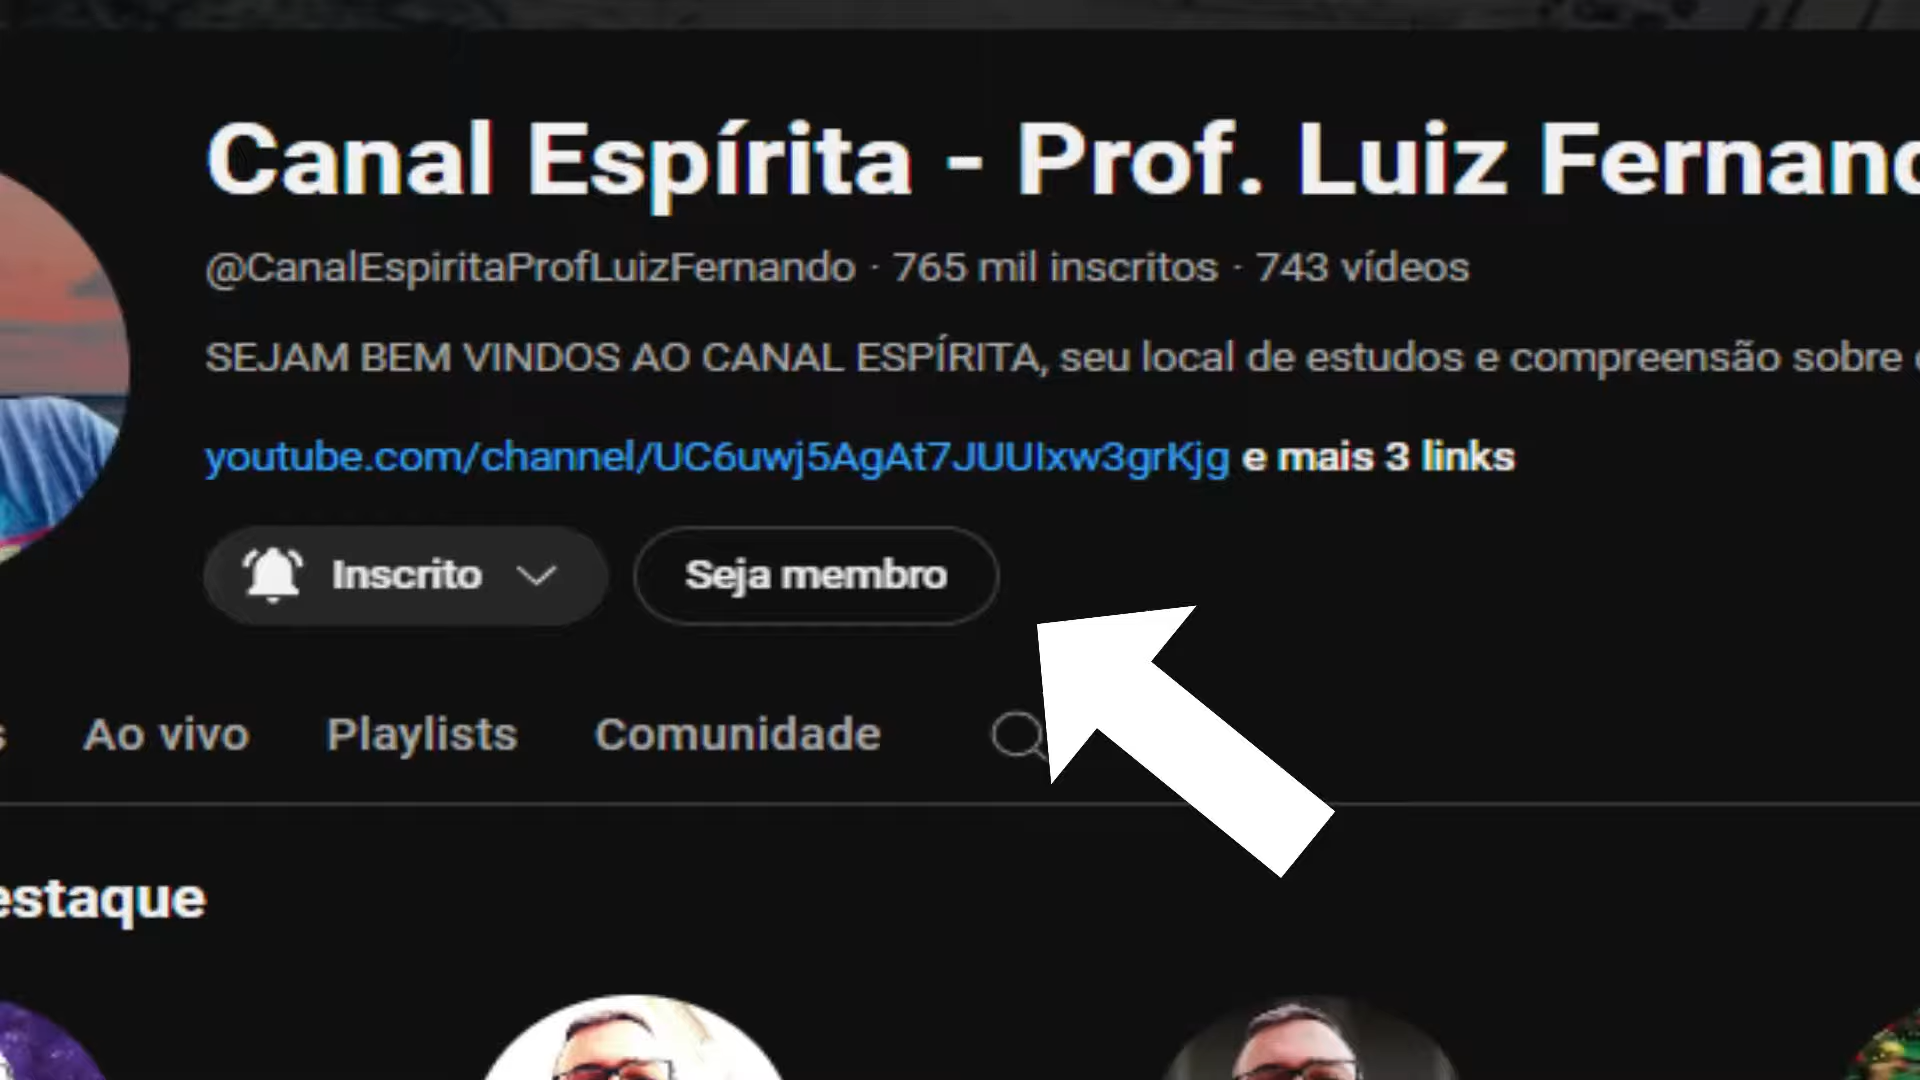 Canal Espírita - Prof. Luiz Fernand
@CanalEspiritaProfLuizFernando · 765 mil inscritos · 743 vídeos
SEJAM BEM VINDOS AO CANAL ESPÍRITA, seu local de estudos e compreensão sobre
youtube.com/channel/UC6uwj5AgAt7JUUIxw3grKjg e mais 3 links
Inscrito Seja membro
s Ao vivo Playlists Comunidade
estaque